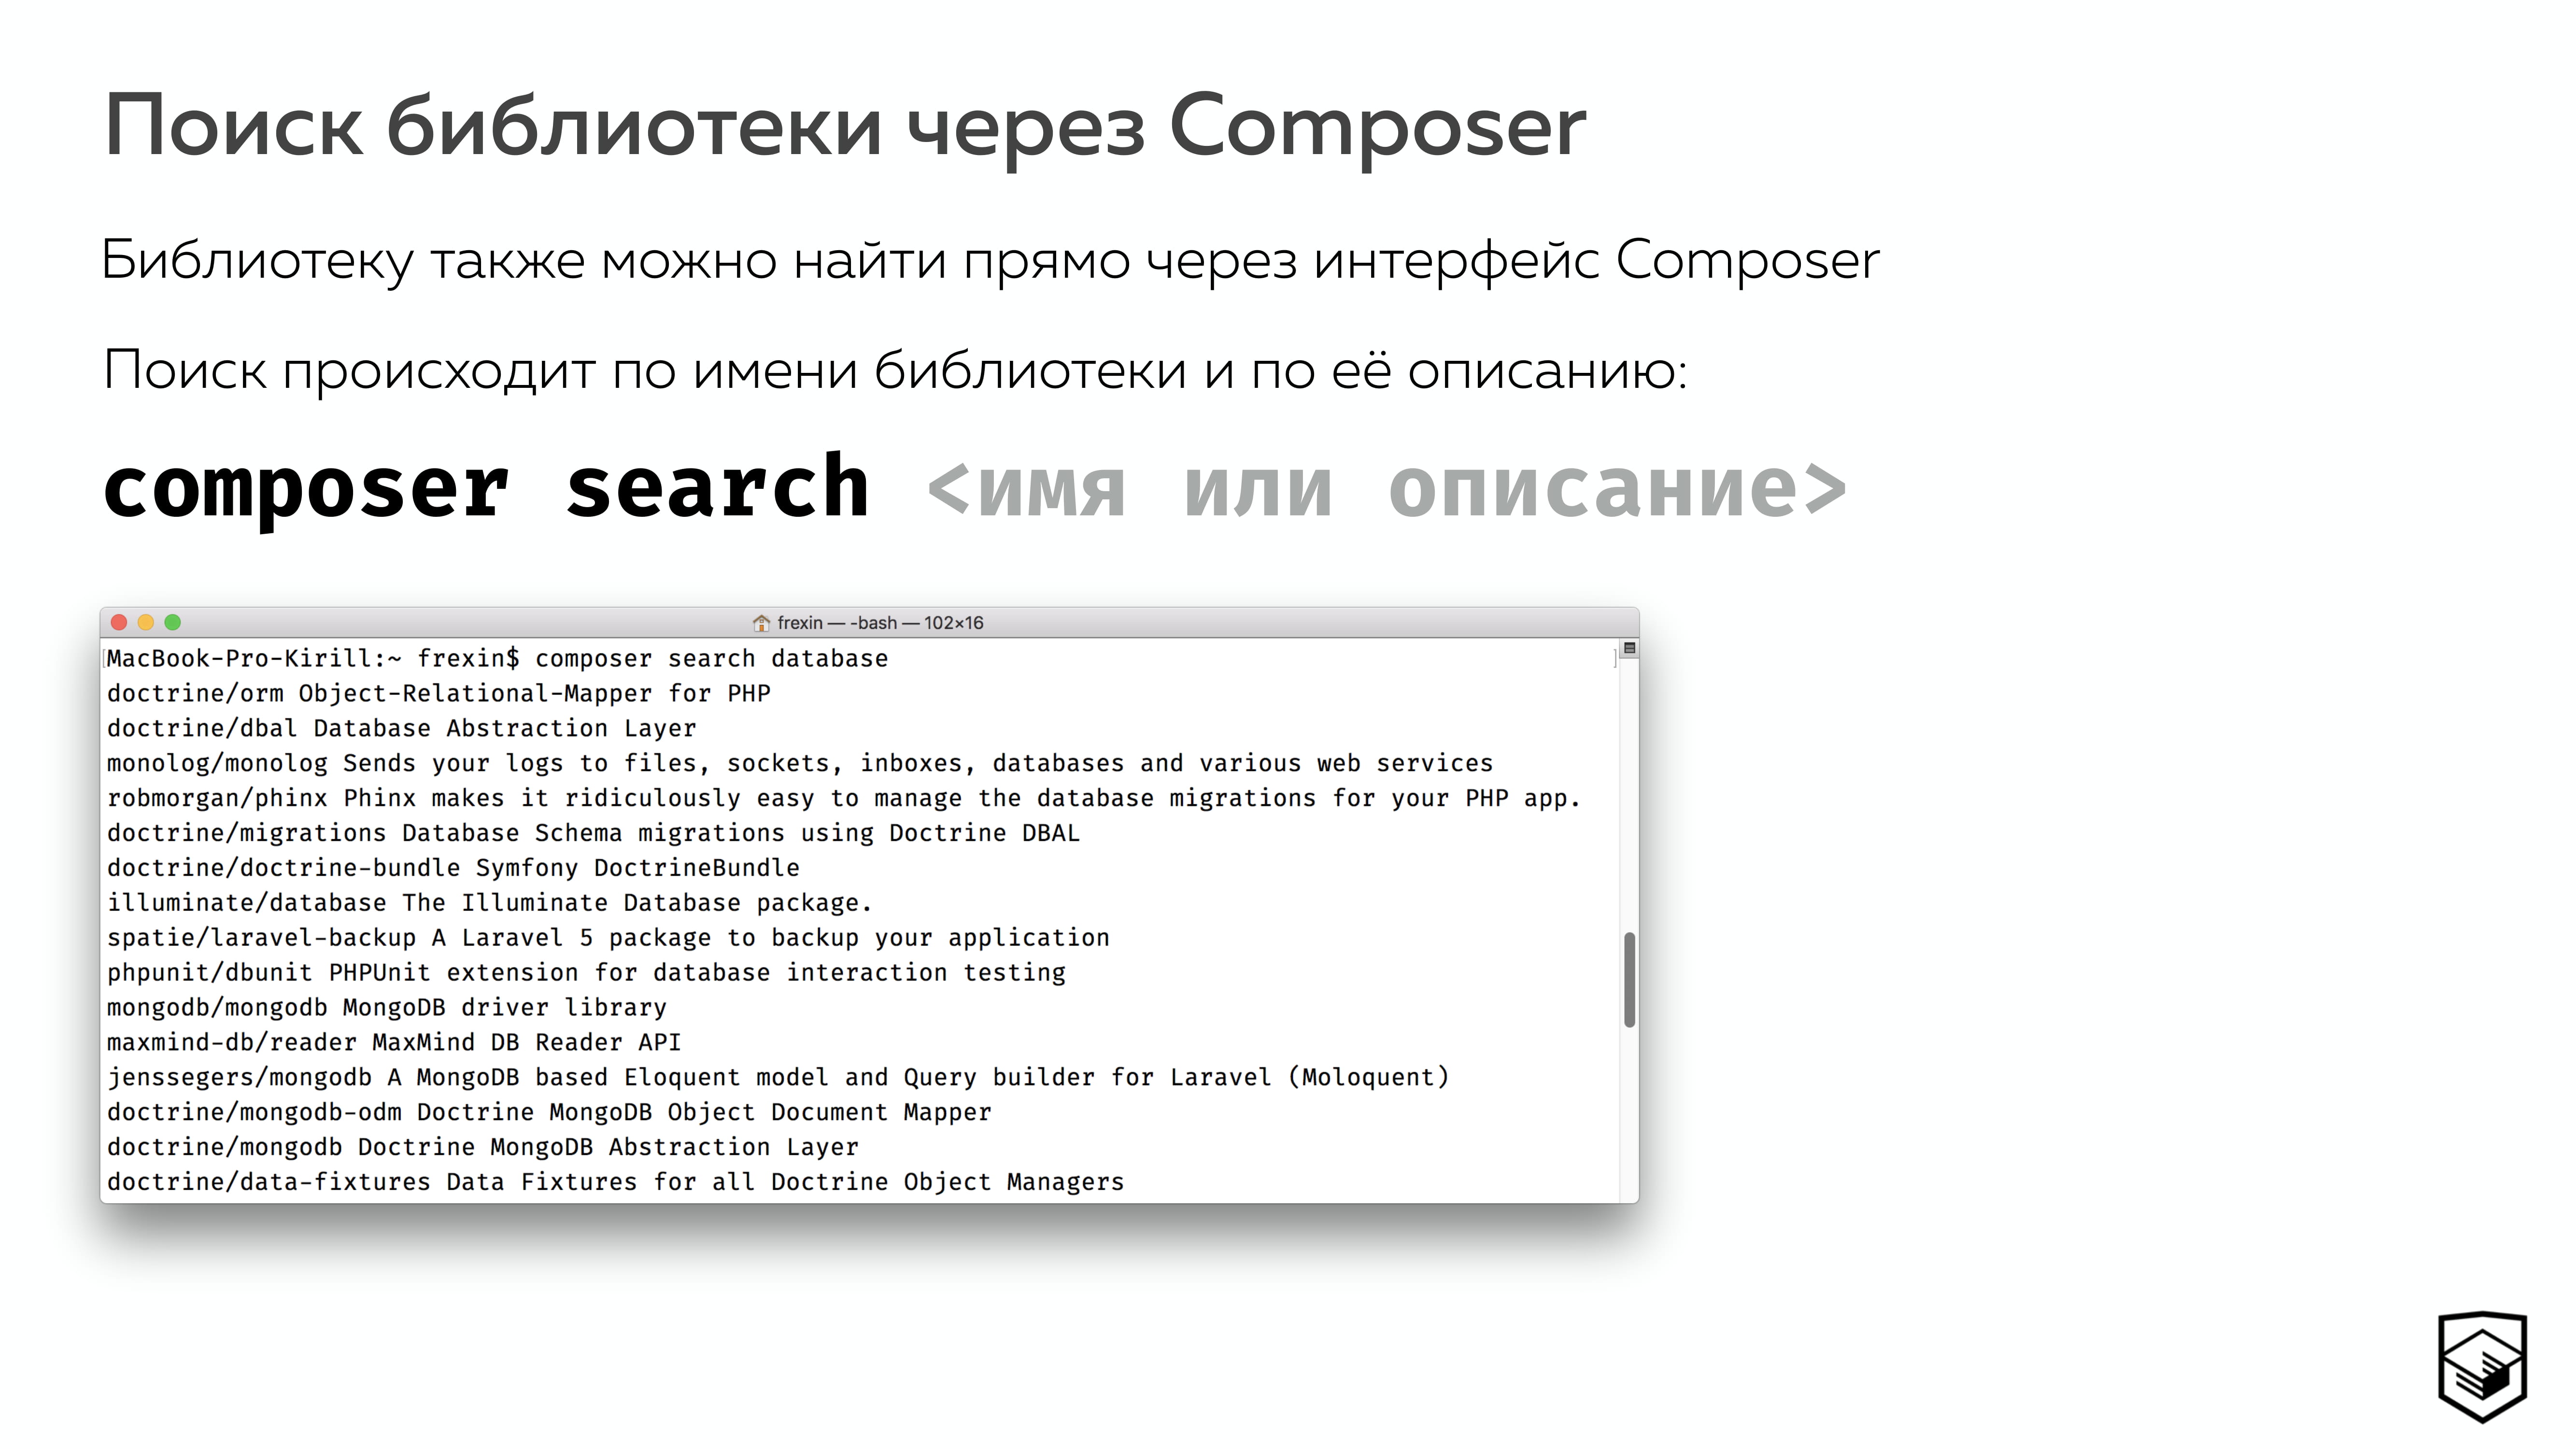 Поиск библиотеки через Composer
Библиотеку также можно найти прямо через интерфейс Composer
Поиск происходит по имени библиотеки и по её описанию:
composer search <имя или описание>
frexin — -bash — 102×16
[MacBook-Pro-Kirill:~ frexin$ composer search database ]
doctrine/orm Object-Relational-Mapper for PHP
doctrine/dbal Database Abstraction Layer
monolog/monolog Sends your logs to files, sockets, inboxes, databases and various web services
robmorgan/phinx Phinx makes it ridiculously easy to manage the database migrations for your PHP app.
doctrine/migrations Database Schema migrations using Doctrine DBAL
doctrine/doctrine-bundle Symfony DoctrineBundle
illuminate/database The Illuminate Database package.
spatie/laravel-backup A Laravel 5 package to backup your application
phpunit/dbunit PHPUnit extension for database interaction testing
mongodb/mongodb MongoDB driver library
maxmind-db/reader MaxMind DB Reader API
jenssegers/mongodb A MongoDB based Eloquent model and Query builder for Laravel (Moloquent)
doctrine/mongodb-odm Doctrine MongoDB Object Document Mapper
doctrine/mongodb Doctrine MongoDB Abstraction Layer
doctrine/data-fixtures Data Fixtures for all Doctrine Object Managers